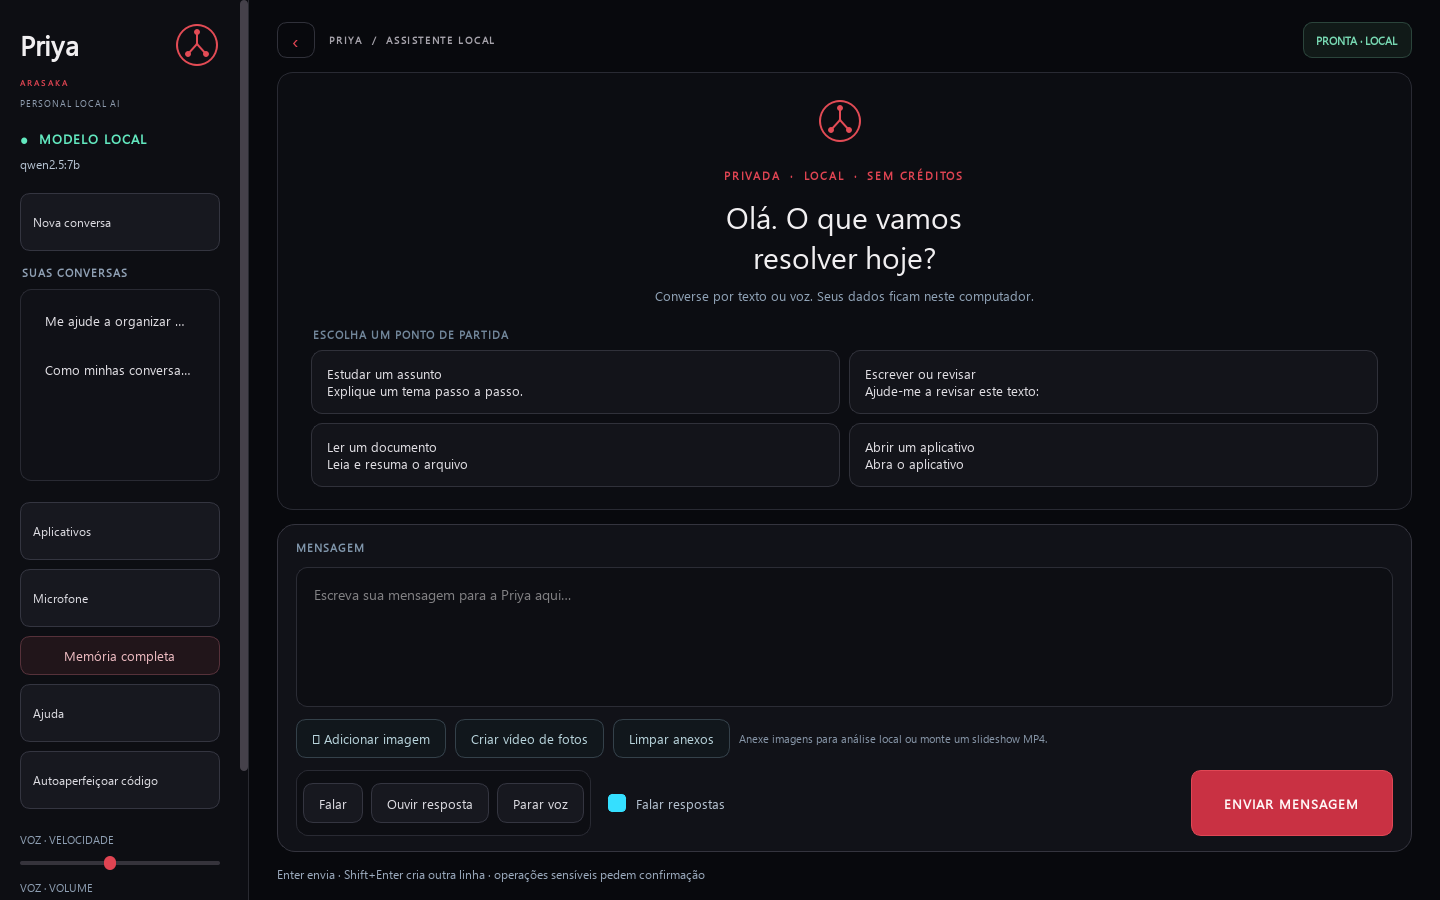 Priya
ARASAKA
PERSONAL LOCAL AI
● MODELO LOCAL
qwen2.5:7b
Nova conversa
SUAS CONVERSAS
Me ajude a organizar ...
Como minhas conversa...
Aplicativos
Microfone
Memória completa
Ajuda
Autoaperfeiçoar código
VOZ · VELOCIDADE
VOZ · VOLUME
‹
PRIYA / ASSISTENTE LOCAL
PRONTA · LOCAL
PRIVADA · LOCAL · SEM CRÉDITOS
Olá. O que vamos
resolver hoje?
Converse por texto ou voz. Seus dados ficam neste computador.
ESCOLHA UM PONTO DE PARTIDA
Estudar um assunto
Explique um tema passo a passo.
Escrever ou revisar
Ajude-me a revisar este texto:
Ler um documento
Leia e resuma o arquivo
Abrir um aplicativo
Abra o aplicativo
MENSAGEM
Escreva sua mensagem para a Priya aqui...
Adicionar imagem
Criar vídeo de fotos
Limpar anexos
Anexe imagens para análise local ou monte um slideshow MP4.
Falar
Ouvir resposta
Parar voz
Falar respostas
ENVIAR MENSAGEM
Enter envia · Shift+Enter cria outra linha · operações sensíveis pedem confirmação